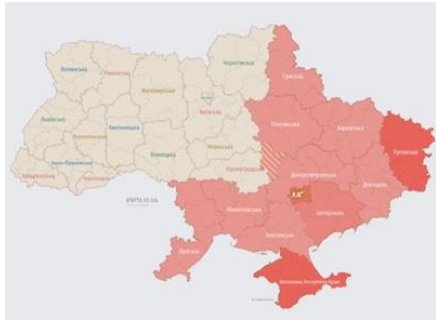 Чернігівська
Сумська
Волинська
Рівненська
Житомирська
Київська
Полтавська
Харківська
Луганська
Львівська
Тернопільська
Хмельницька
Черкаська
Вінницька
Кіровоградська
Дніпропетровська
Донецька
Івано-Франківська
Закарпатська
Чернівецька
alerts.in.ua
Миколаївська
Запорізька
Одеська
Херсонська
Автономна Республіка Крим